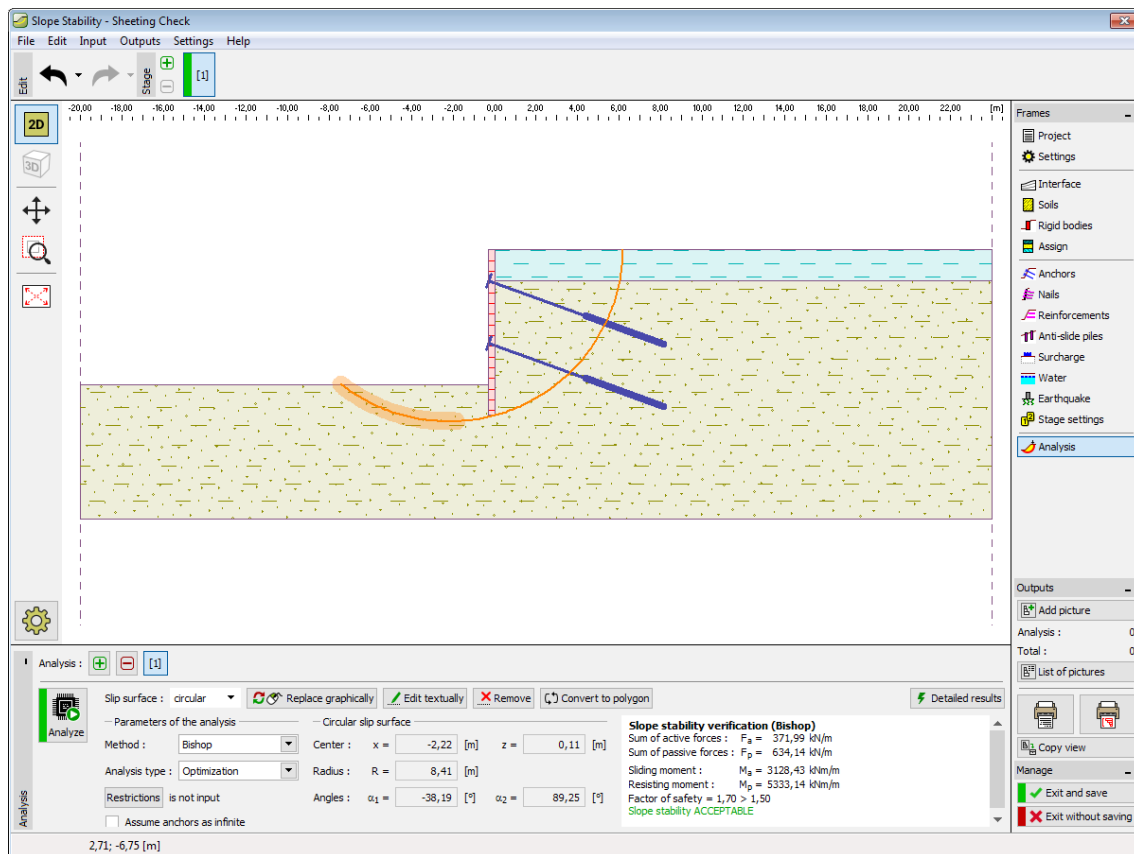 Slope Stability - Sheeting Check
File Edit Input Outputs Settings Help
Edit
Stage
[1]
-20,00 -18,00 -16,00 -14,00 -12,00 -10,00 -8,00 -6,00 -4,00 -2,00 0,00 2,00 4,00 6,00 8,00 10,00 12,00 14,00 16,00 18,00 20,00 22,00 [m]
2D
3D
Frames
Project
Settings
Interface
Soils
Rigid bodies
Assign
Anchors
Nails
Reinforcements
Anti-slide piles
Surcharge
Water
Earthquake
Stage settings
Analysis
Outputs
Add picture
Analysis : 0
Total : 0
List of pictures
Copy view
Manage
Exit and save
Exit without saving
Analysis
Analysis : [1]
Analyze
Slip surface : circular Replace graphically Edit textually Remove Convert to polygon Detailed results
Parameters of the analysis
Method : Bishop
Analysis type : Optimization
Restrictions is not input
Assume anchors as infinite
Circular slip surface
Center : x = -2,22 [m] z = 0,11 [m]
Radius : R = 8,41 [m]
Angles : α1 = -38,19 [°] α2 = 89,25 [°]
Slope stability verification (Bishop)
Sum of active forces : Fa = 371,99 kN/m
Sum of passive forces : Fp = 634,14 kN/m
Sliding moment : Ma = 3128,43 kNm/m
Resisting moment : Mp = 5333,14 kNm/m
Factor of safety = 1,70 > 1,50
Slope stability ACCEPTABLE
2,71; -6,75 [m]